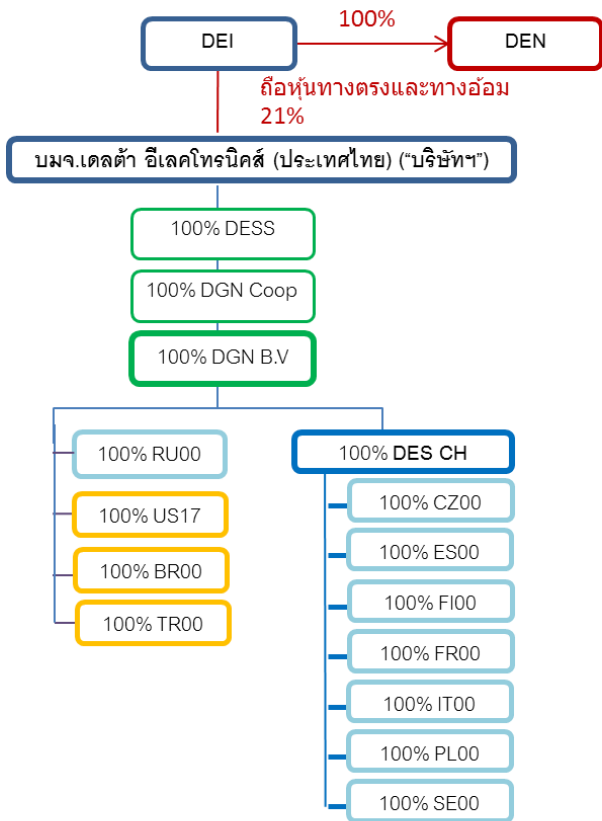 DEI
100%
DEN
ถือหุ้นทางตรงและทางอ้อม
21%
บมจ.เดลต้า อีเลคโทรนิคส์ (ประเทศไทย) (“บริษัทฯ”)
100% DESS
100% DGN Coop
100% DGN B.V
100% RU00
100% US17
100% BR00
100% TR00
100% DES CH
100% CZ00
100% ES00
100% FI00
100% FR00
100% IT00
100% PL00
100% SE00